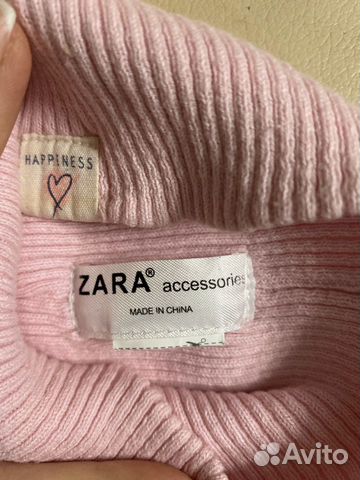 HAPPINESS
ZARA® accessories
MADE IN CHINA
Avito